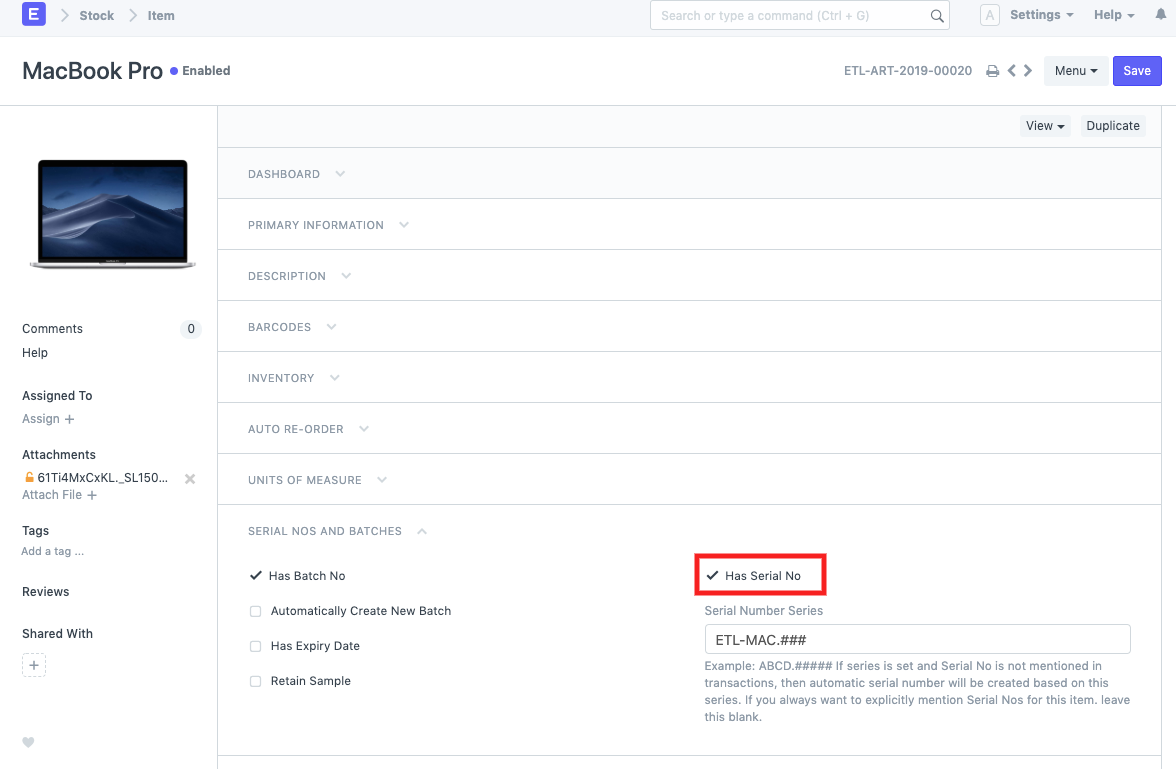 E Stock Item Search or type a command (Ctrl + G) A Settings Help
MacBook Pro Enabled ETL-ART-2019-00020 Menu Save
View Duplicate
DASHBOARD
PRIMARY INFORMATION
DESCRIPTION
BARCODES
INVENTORY
AUTO RE-ORDER
UNITS OF MEASURE
SERIAL NOS AND BATCHES
Has Batch No
Automatically Create New Batch
Has Expiry Date
Retain Sample
Has Serial No
Serial Number Series
ETL-MAC.###
Example: ABCD.##### If series is set and Serial No is not mentioned in
transactions, then automatic serial number will be created based on this
series. If you always want to explicitly mention Serial Nos for this item. leave
this blank.
Comments 0
Help
Assigned To
Assign +
Attachments
61Ti4MxCxKL._SL150...
Attach File +
Tags
Add a tag ...
Reviews
Shared With
+